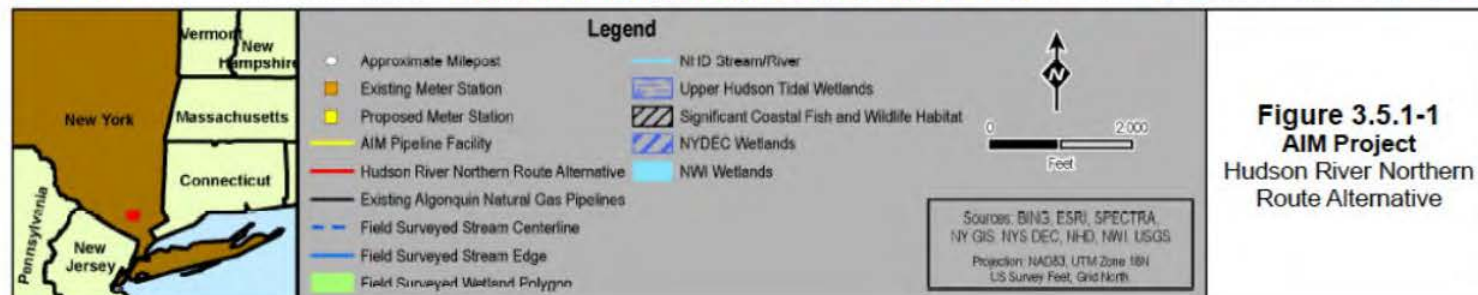 Vermont
New
Hampshire
New York
Massachusetts
Connecticut
Pennsylvania
New
Jersey
Legend
Approximate Milepost
Existing Meter Station
Proposed Meter Station
AIM Pipeline Facility
Hudson River Northern Route Alternative
Existing Algonquin Natural Gas Pipelines
Field Surveyed Stream Centerline
Field Surveyed Stream Edge
Field Surveyed Wetland Polygon
NHD Stream/River
Upper Hudson Tidal Wetlands
Significant Coastal Fish and Wildlife Habitat
NYDEC Wetlands
NWI Wetlands
N
0 2,000
Feet
Sources: BING, ESRI, SPECTRA,
NY GIS, NYS DEC, NHD, NWI, USGS
Projection: NAD83, UTM Zone 18N
US Survey Feet, Grid North
Figure 3.5.1-1
AIM Project
Hudson River Northern
Route Alternative